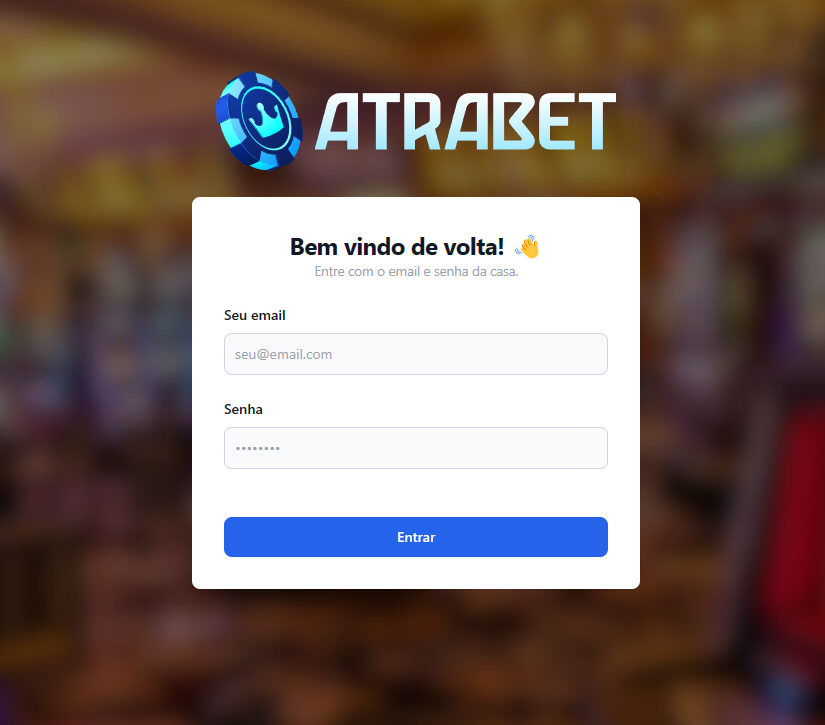 ATRABET
Bem vindo de volta! 👋
Entre com o email e senha da casa.
Seu email
seu@email.com
Senha
••••••••
Entrar